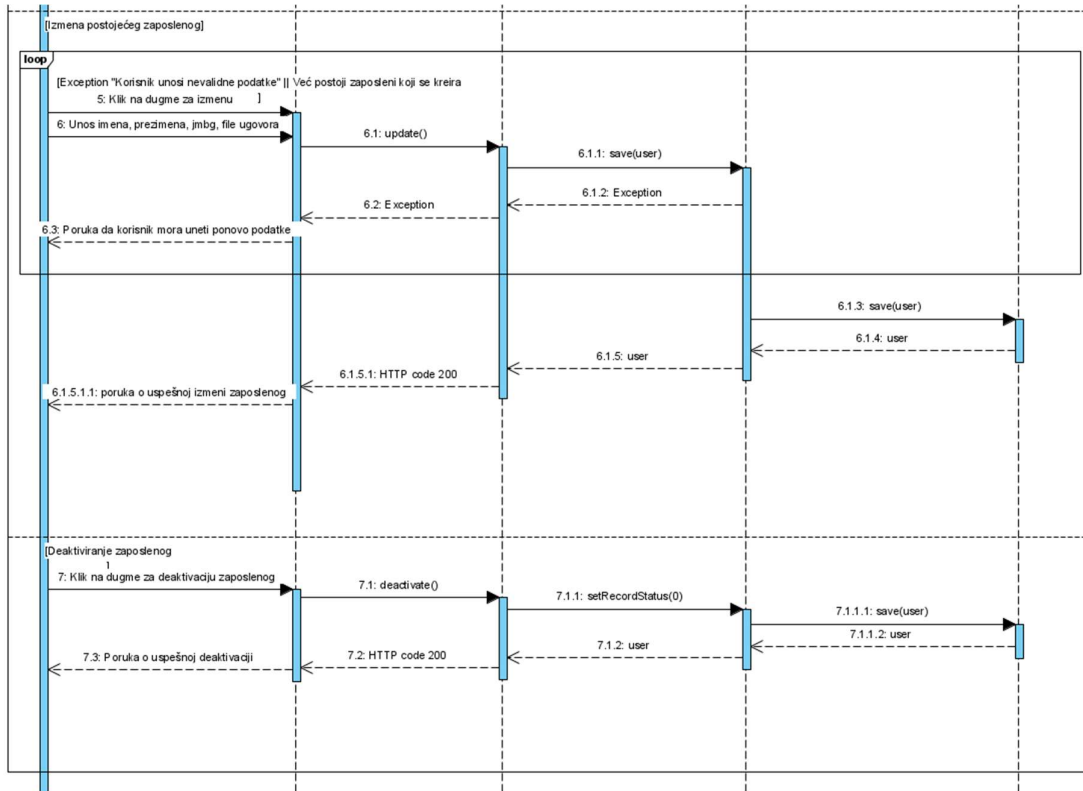 [Izmena postojećeg zaposlenog]
loop
[Exception "Korisnik unosi nevalidne podatke" || Već postoji zaposleni koji se kreira
]
5: Klik na dugme za izmenu
6: Unos imena, prezimena, jmbg, file ugovora
6.1: update()
6.1.1: save(user)
6.1.2: Exception
6.2: Exception
6.3: Poruka da korisnik mora uneti ponovo podatke
6.1.3: save(user)
6.1.4: user
6.1.5: user
6.1.5.1: HTTP code 200
6.1.5.1.1: poruka o uspešnoj izmeni zaposlenog
[Deaktiviranje zaposlenog
]
7: Klik na dugme za deaktivaciju zaposlenog
7.1: deactivate()
7.1.1: setRecordStatus(0)
7.1.1.1: save(user)
7.1.1.2: user
7.1.2: user
7.2: HTTP code 200
7.3: Poruka o uspešnoj deaktivaciji